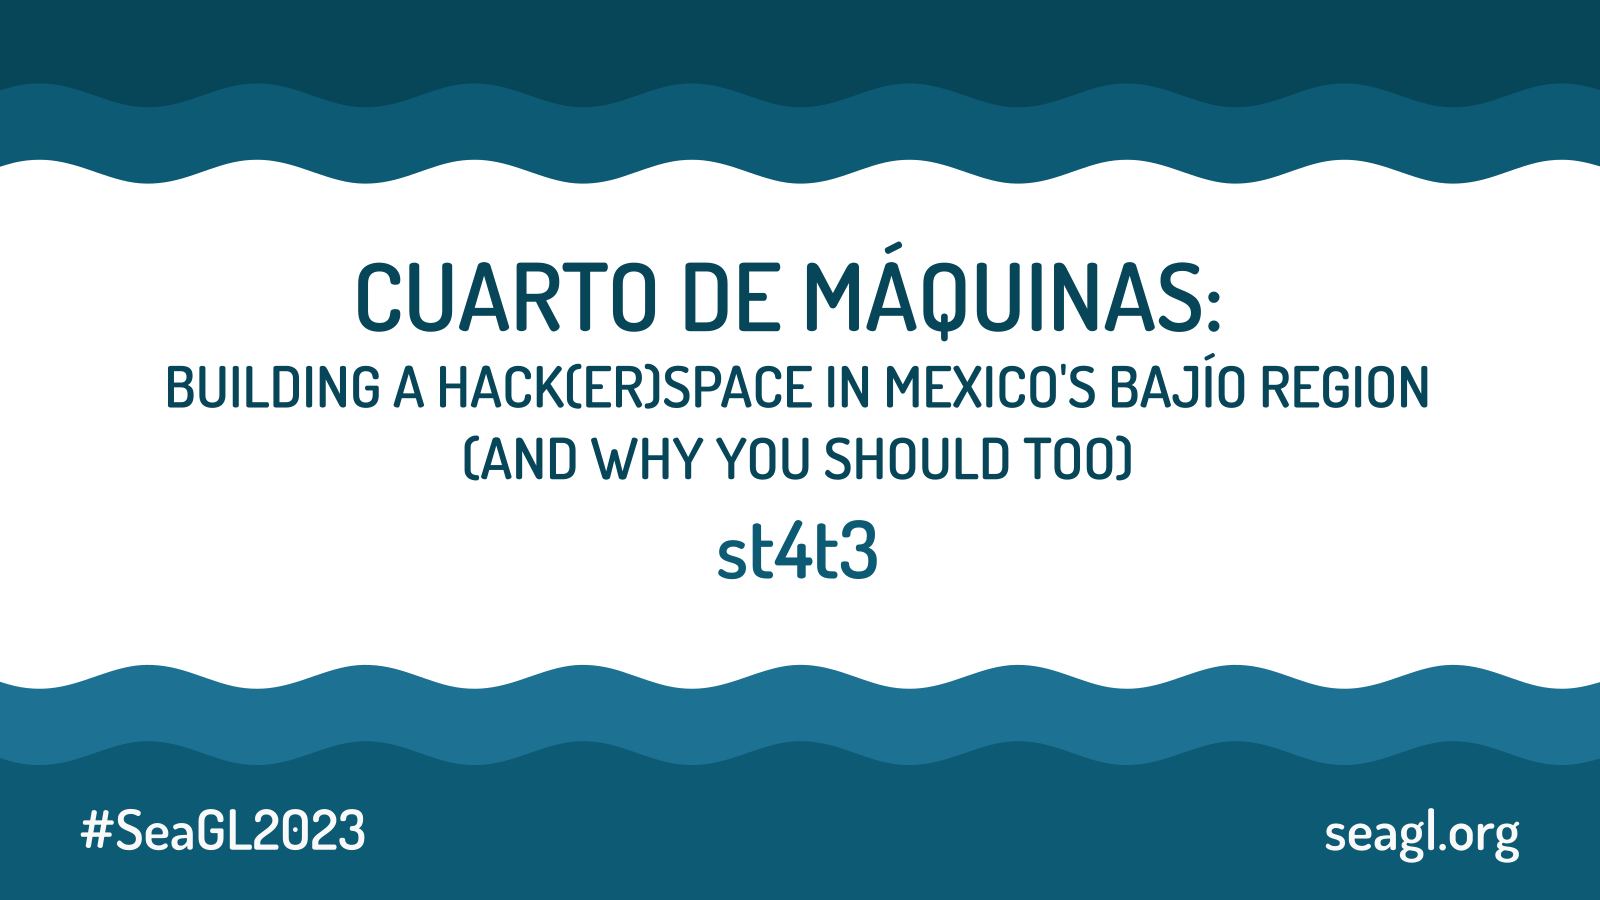 CUARTO DE MÁQUINAS:
BUILDING A HACK(ER)SPACE IN MEXICO'S BAJÍO REGION
(AND WHY YOU SHOULD TOO)
st4t3
#SeaGL2023
seagl.org